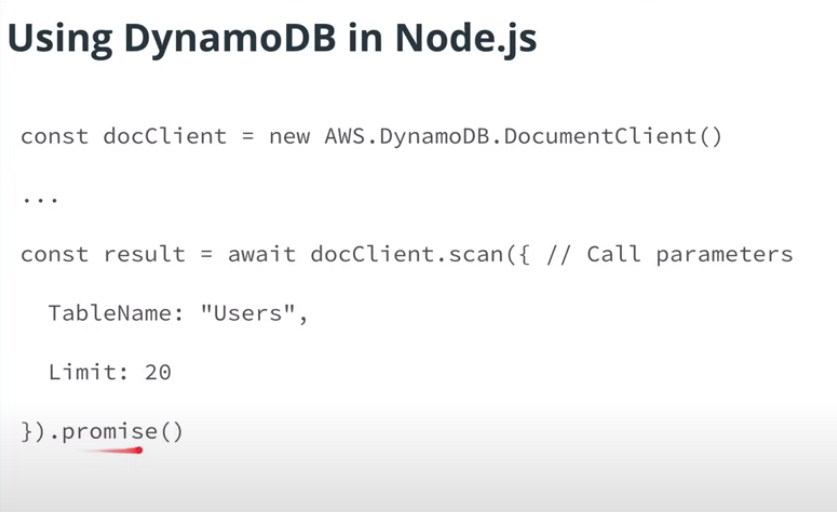 Using DynamoDB in Node.js
const docClient = new AWS.DynamoDB.DocumentClient()
...
const result = await docClient.scan({ // Call parameters
TableName: "Users",
Limit: 20
}).promise()